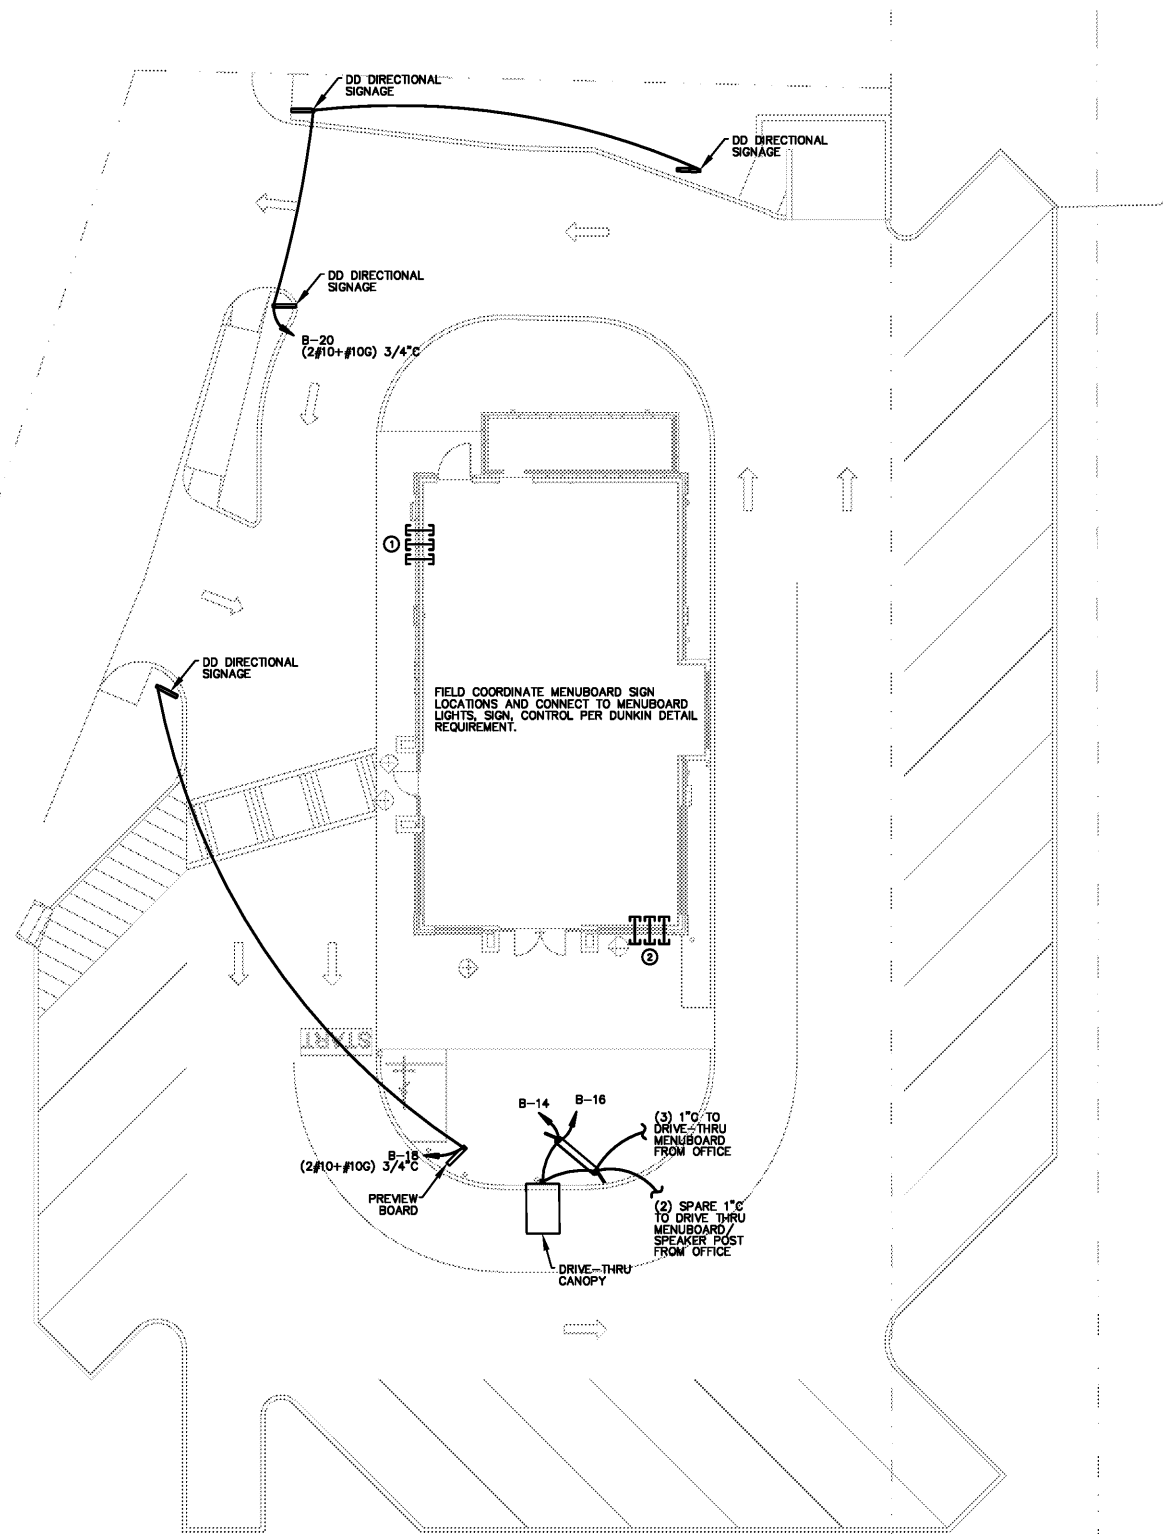 DD DIRECTIONAL
SIGNAGE
DD DIRECTIONAL
SIGNAGE
DD DIRECTIONAL
SIGNAGE
B-20
(2#10+#10G) 3/4"C
1
DD DIRECTIONAL
SIGNAGE
FIELD COORDINATE MENUBOARD SIGN
LOCATIONS AND CONNECT TO MENUBOARD
LIGHTS, SIGN, CONTROL PER DUNKIN DETAIL
REQUIREMENT.
2
START
B-14
B-16
(3) 1"C TO
DRIVE-THRU
MENUBOARD
FROM OFFICE
B-18
(2#10+#10G) 3/4"C
PREVIEW
BOARD
(2) SPARE 1"C
TO DRIVE THRU
MENUBOARD/
SPEAKER POST
FROM OFFICE
DRIVE-THRU
CANOPY